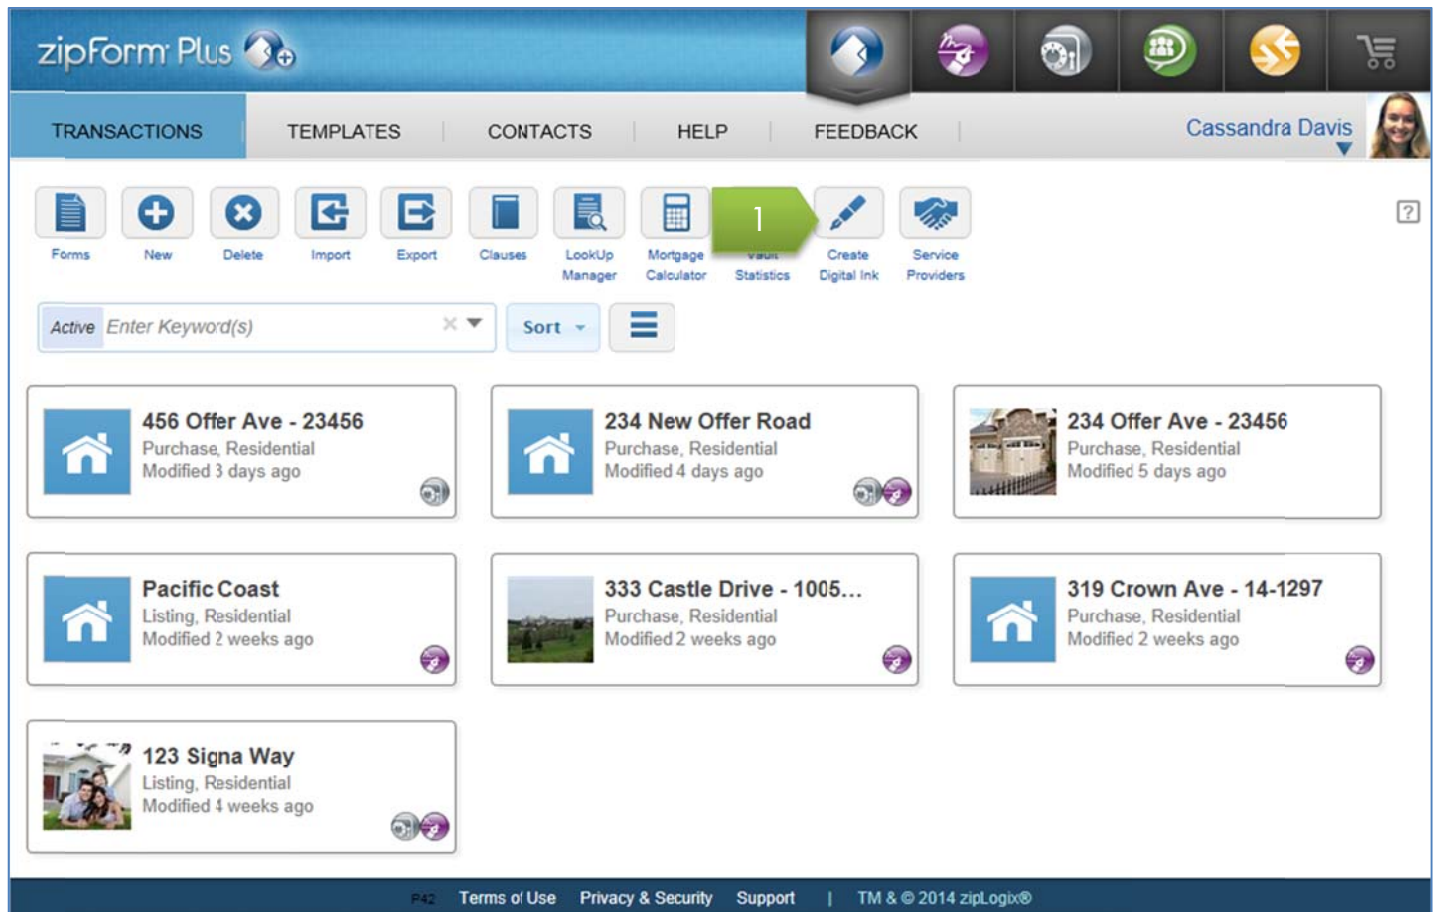 zipForm Plus
TRANSACTIONS TEMPLATES CONTACTS HELP FEEDBACK Cassandra Davis
1
?
Forms New Delete Import Export Clauses LookUp Manager Mortgage Calculator Vault Statistics Create Digital Ink Service Providers
Active Enter Keyword(s) Sort
456 Offer Ave - 23456
Purchase, Residential
Modified 3 days ago
234 New Offer Road
Purchase, Residential
Modified 4 days ago
234 Offer Ave - 23456
Purchase, Residential
Modified 5 days ago
Pacific Coast
Listing, Residential
Modified 2 weeks ago
333 Castle Drive - 1005...
Purchase, Residential
Modified 2 weeks ago
319 Crown Ave - 14-1297
Purchase, Residential
Modified 2 weeks ago
123 Signa Way
Listing, Residential
Modified 4 weeks ago
P42 Terms of Use Privacy & Security Support | TM & © 2014 zipLogix®